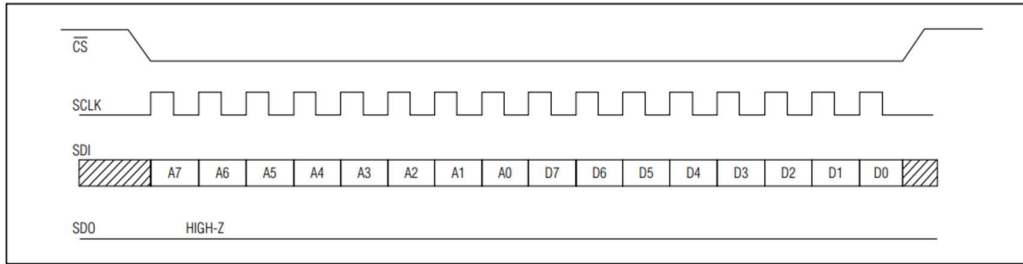 C̅S̅
SCLK
SDI
A7 A6 A5 A4 A3 A2 A1 A0 D7 D6 D5 D4 D3 D2 D1 D0
SDO HIGH-Z